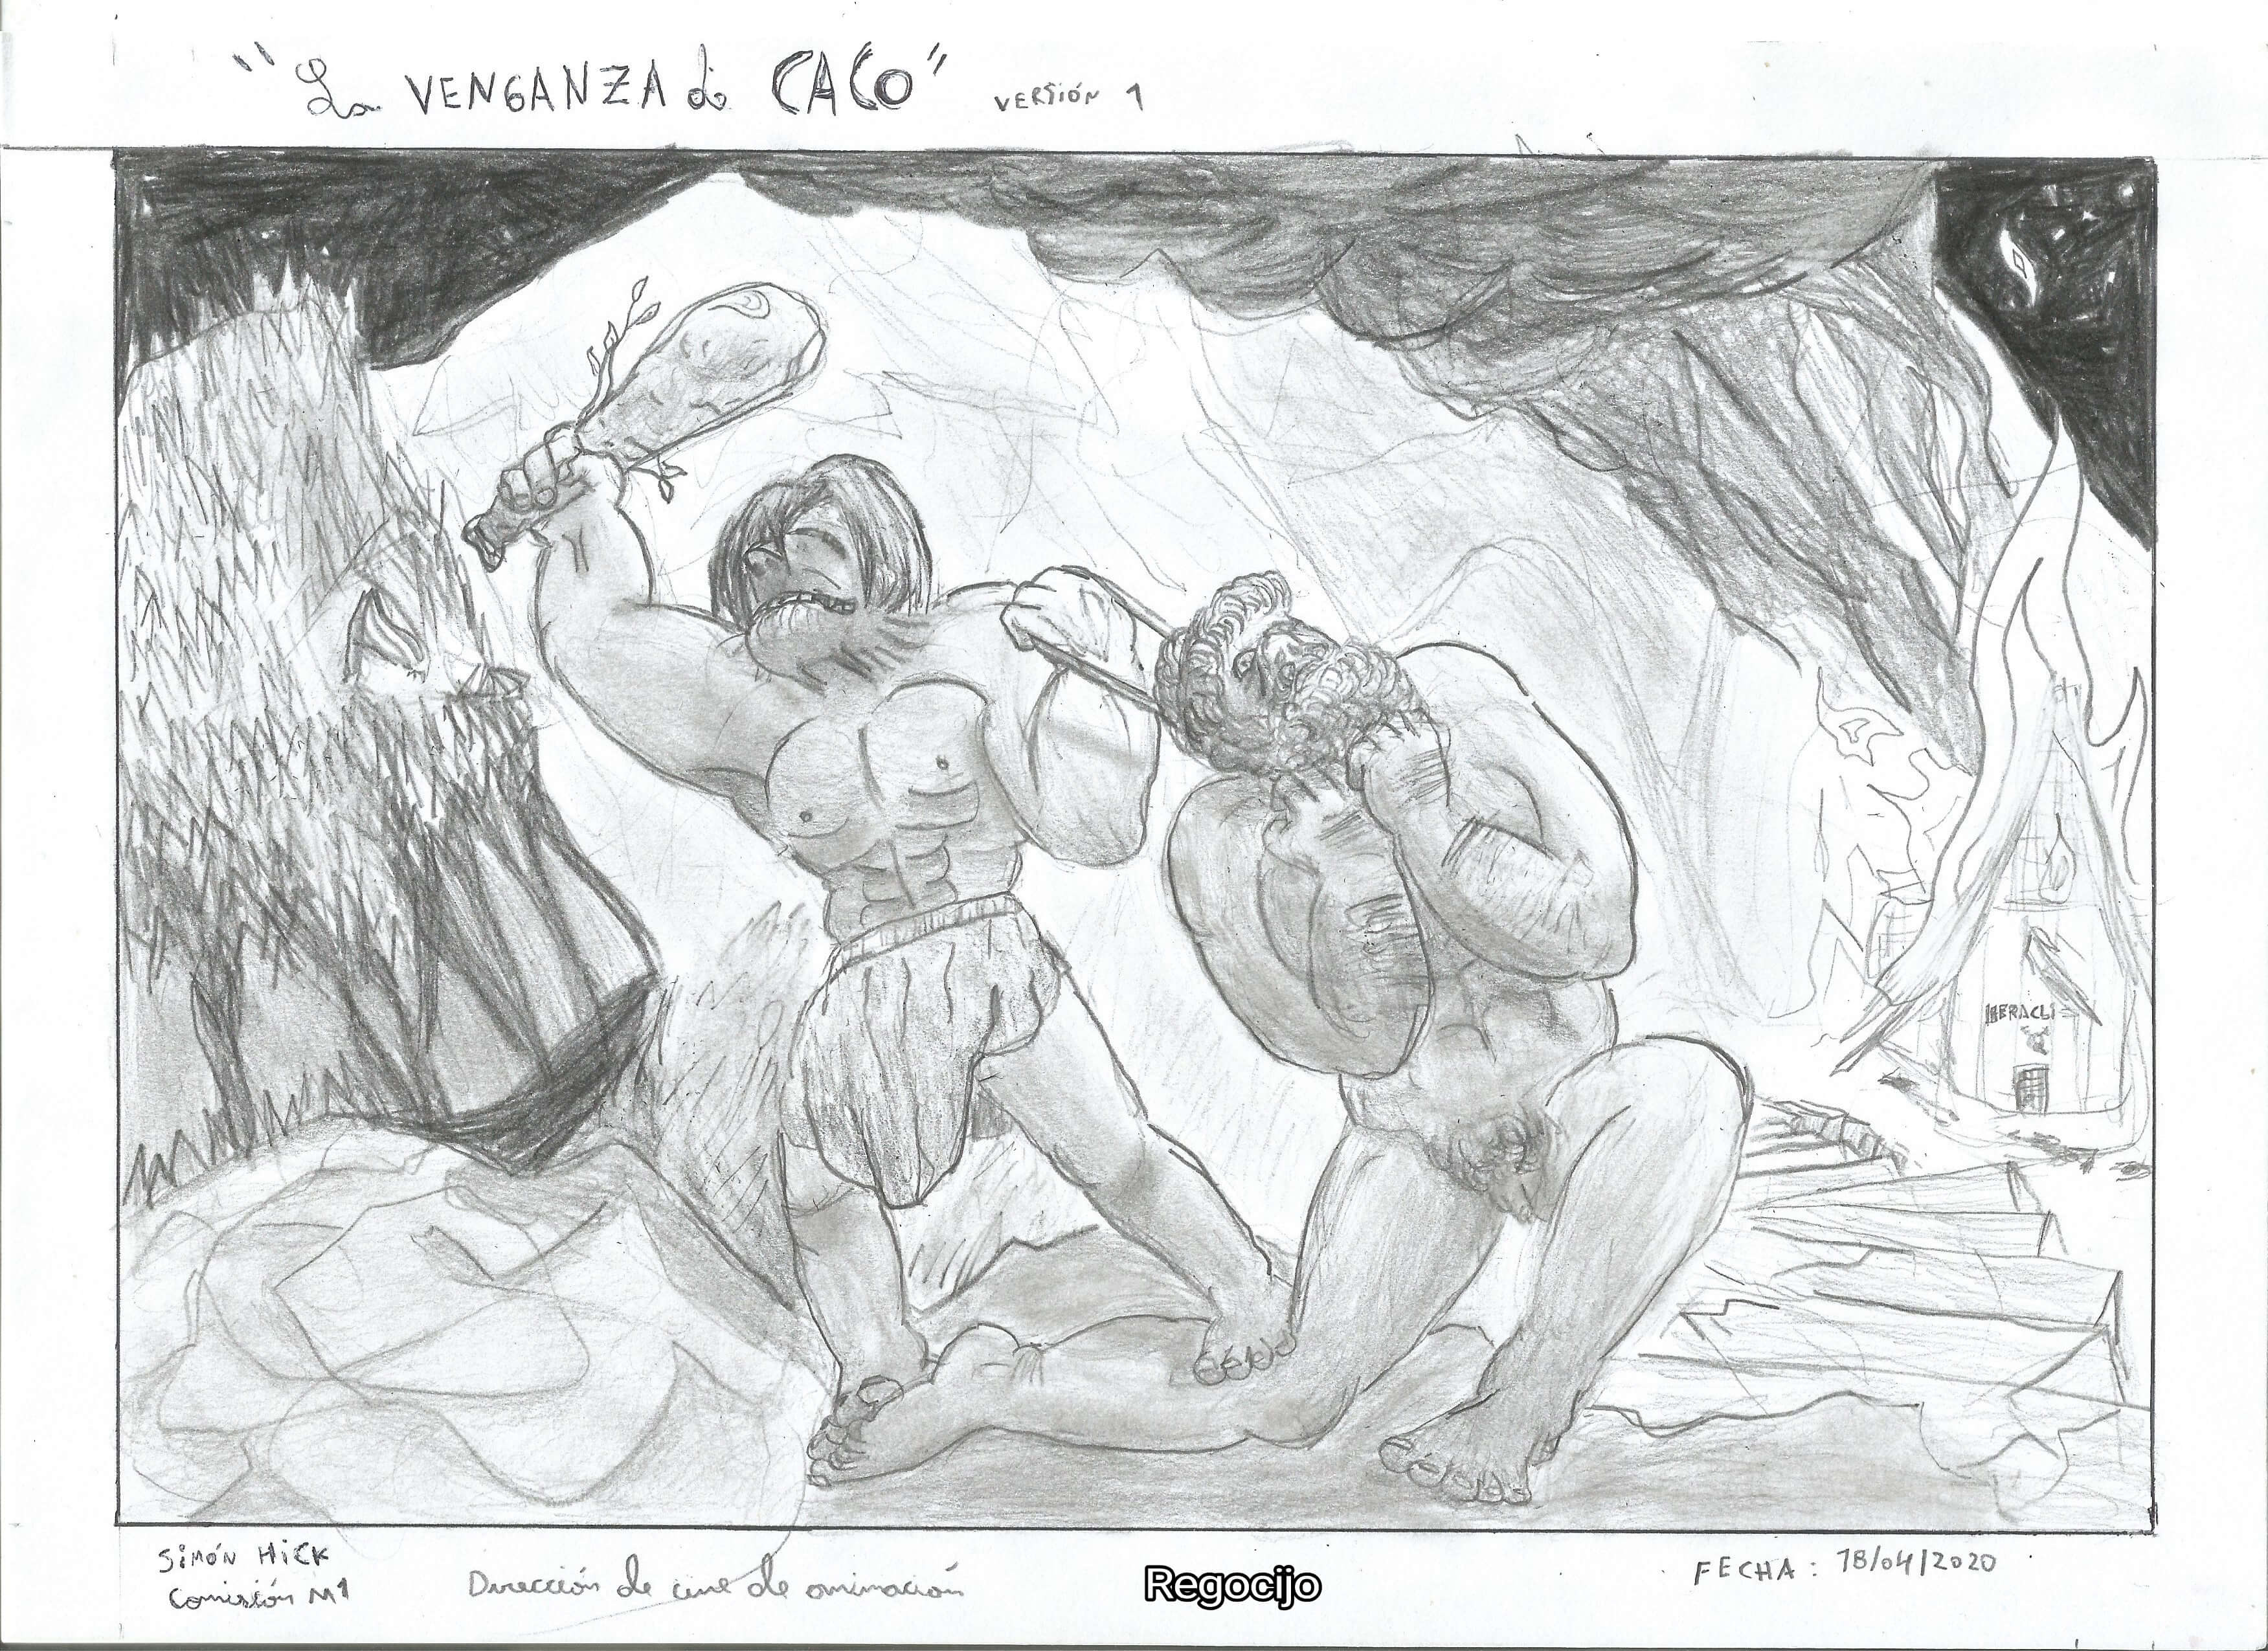 "La VENGANZA de CACO" VERSIÓN 1
HERACLI
SIMÓN HICK
Comisión M1
Dirección de cine de animación
Regocijo
FECHA: 18/04/2020